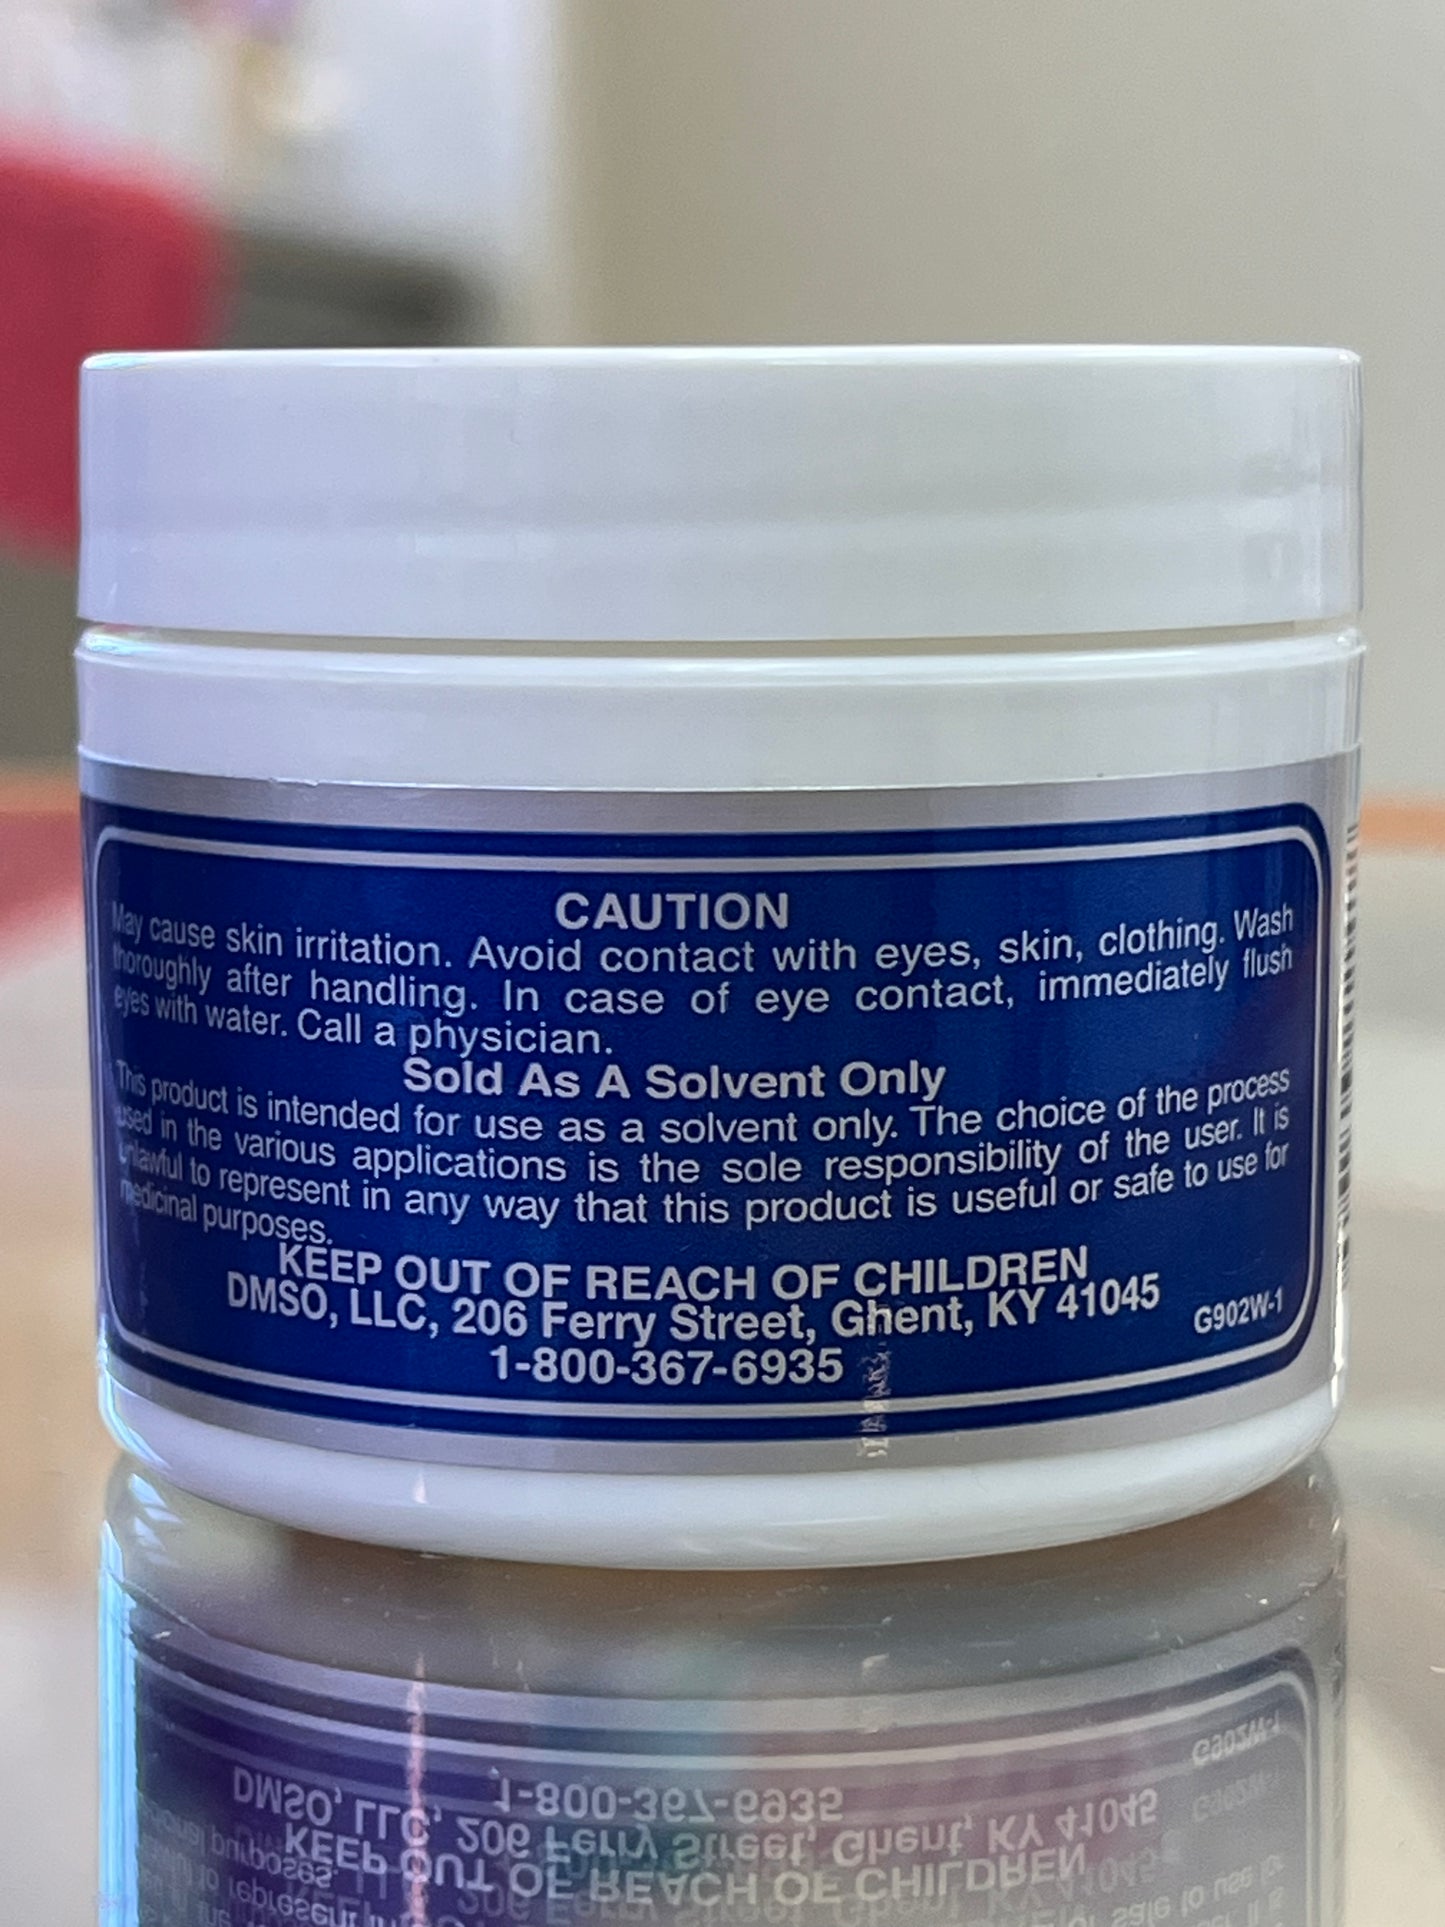 CAUTION
May cause skin irritation. Avoid contact with eyes, skin, clothing. Wash
thoroughly after handling. In case of eye contact, immediately flush
eyes with water. Call a physician.
Sold As A Solvent Only
This product is intended for use as a solvent only. The choice of the process
used in the various applications is the sole responsibility of the user. It is
unlawful to represent in any way that this product is useful or safe to use for
medicinal purposes.
KEEP OUT OF REACH OF CHILDREN
DMSO, LLC, 206 Ferry Street, Ghent, KY 41045
1-800-367-6935
G902W-1